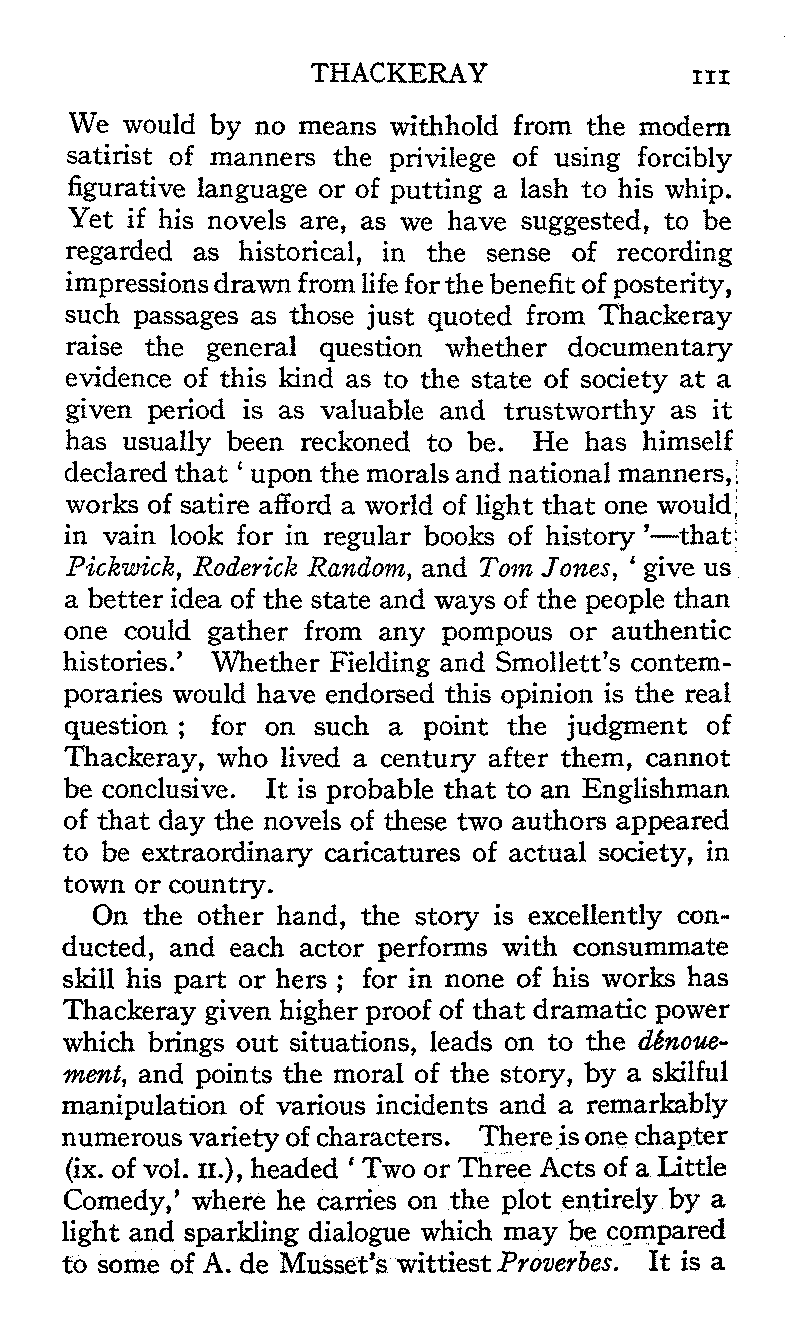 THACKERAY 111
We would by no means withhold from the modern
satirist of manners the privilege of using forcibly
figurative language or of putting a lash to his whip.
Yet if his novels are, as we have suggested, to be
regarded as historical, in the sense of recording
impressions drawn from life for the benefit of posterity,
such passages as those just quoted from Thackeray
raise the general question whether documentary
evidence of this kind as to the state of society at a
given period is as valuable and trustworthy as it
has usually been reckoned to be. He has himself
declared that ‘ upon the morals and national manners,
works of satire afford a world of light that one would
in vain look for in regular books of history ’—that
Pickwick, Roderick Random, and Tom Jones, ‘ give us
a better idea of the state and ways of the people than
one could gather from any pompous or authentic
histories.’ Whether Fielding and Smollett’s contem-
poraries would have endorsed this opinion is the real
question ; for on such a point the judgment of
Thackeray, who lived a century after them, cannot
be conclusive. It is probable that to an Englishman
of that day the novels of these two authors appeared
to be extraordinary caricatures of actual society, in
town or country.
On the other hand, the story is excellently con-
ducted, and each actor performs with consummate
skill his part or hers ; for in none of his works has
Thackeray given higher proof of that dramatic power
which brings out situations, leads on to the dénoue-
ment, and points the moral of the story, by a skilful
manipulation of various incidents and a remarkably
numerous variety of characters. There is one chapter
(ix. of vol. II.), headed ‘ Two or Three Acts of a Little
Comedy,’ where he carries on the plot entirely by a
light and sparkling dialogue which may be compared
to some of A. de Musset’s wittiest Proverbes. It is a